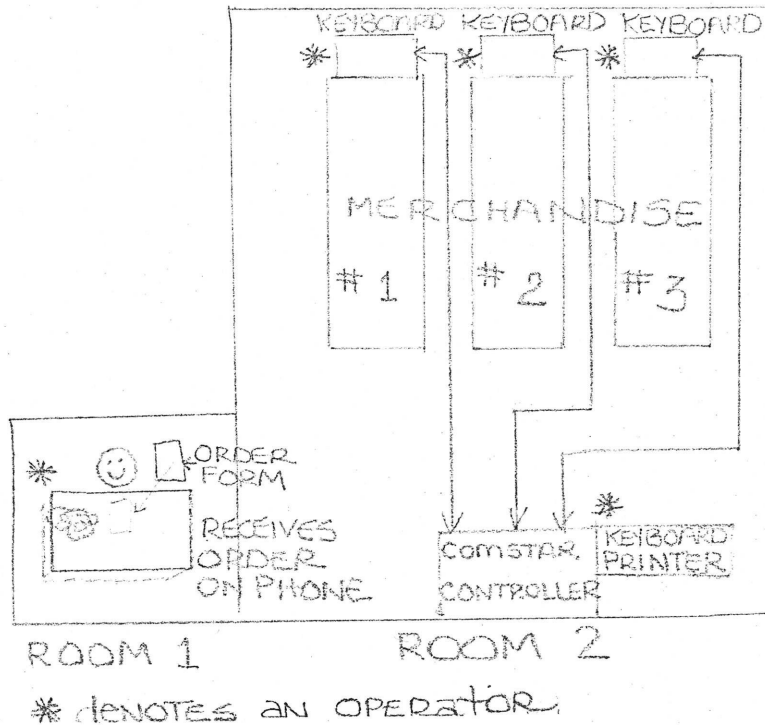 KEYBOARD KEYBOARD KEYBOARD
* * *
MERCHANDISE
#1 #2 #3
* ORDER
FORM
RECEIVES
ORDER
ON PHONE
*
COMSTAR
CONTROLLER
KEYBOARD
PRINTER
ROOM 1 ROOM 2
* dENOTES AN OPERATOR.